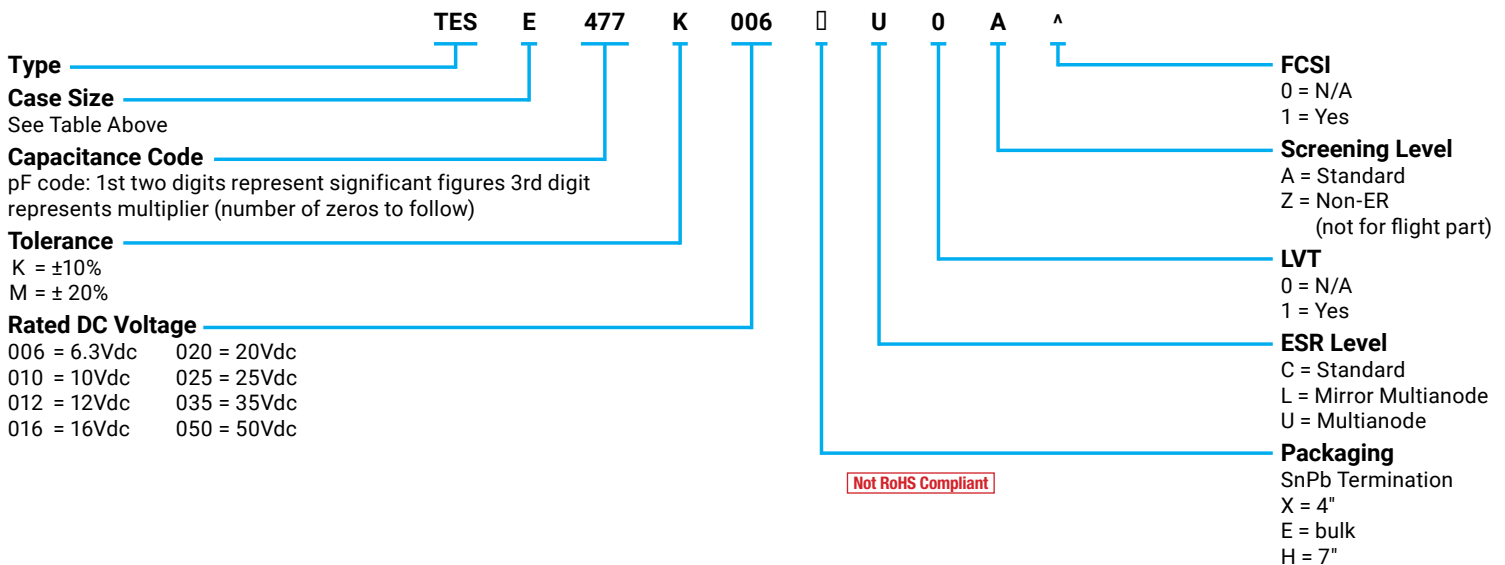 TES E 477 K 006 ▯ U 0 A ^
Type
Case Size
See Table Above
Capacitance Code
pF code: 1st two digits represent significant figures 3rd digit
represents multiplier (number of zeros to follow)
Tolerance
K = ±10%
M = ± 20%
Rated DC Voltage
006 = 6.3Vdc 020 = 20Vdc
010 = 10Vdc 025 = 25Vdc
012 = 12Vdc 035 = 35Vdc
016 = 16Vdc 050 = 50Vdc
Not RoHS Compliant
FCSI
0 = N/A
1 = Yes
Screening Level
A = Standard
Z = Non-ER
(not for flight part)
LVT
0 = N/A
1 = Yes
ESR Level
C = Standard
L = Mirror Multianode
U = Multianode
Packaging
SnPb Termination
X = 4"
E = bulk
H = 7"